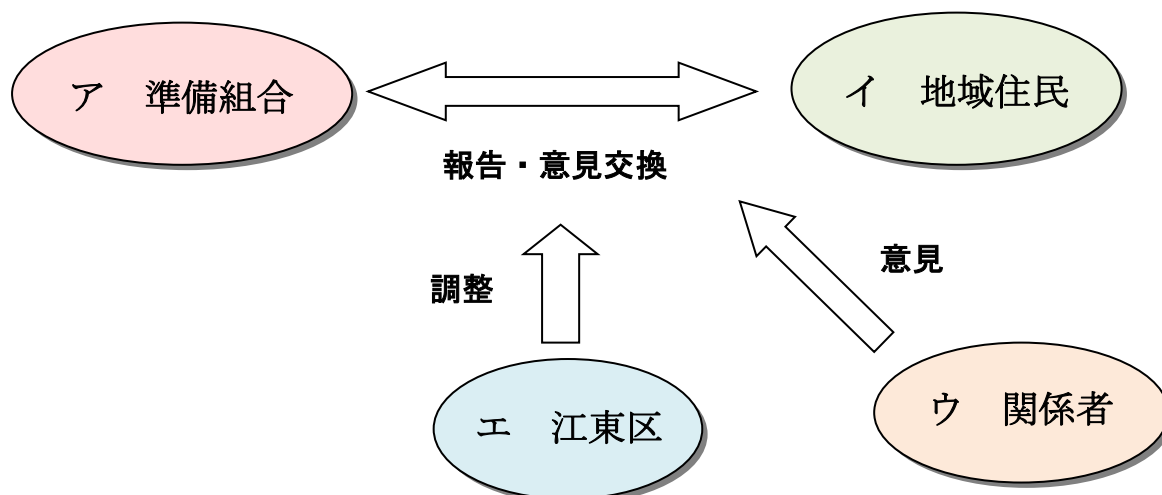 ア　準備組合
イ　地域住民
報告・意見交換
意見
調整
エ　江東区
ウ　関係者